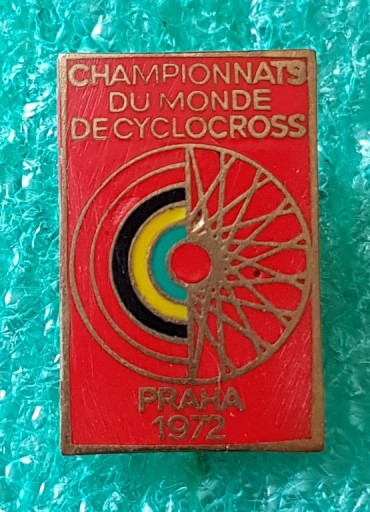 CHAMPIONNATS
DU MONDE
DE CYCLOCROSS
PRAHA
1972